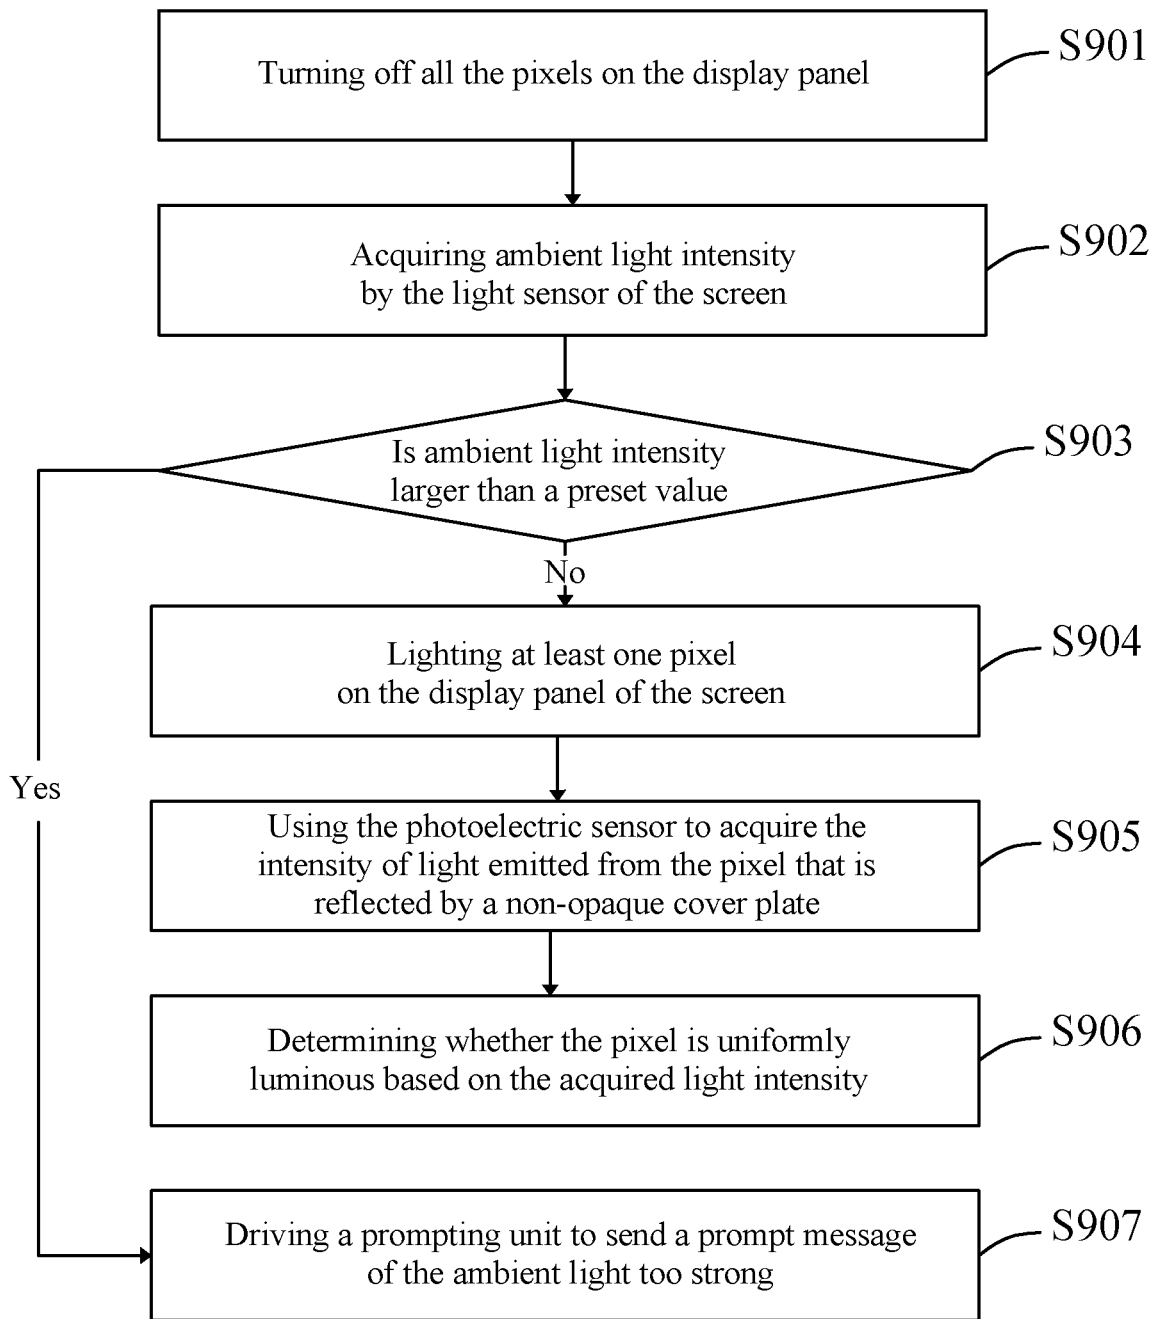 Turning off all the pixels on the display panel
S901
Acquiring ambient light intensity
by the light sensor of the screen
S902
Is ambient light intensity
larger than a preset value
S903
No
Lighting at least one pixel
on the display panel of the screen
S904
Yes
Using the photoelectric sensor to acquire the
intensity of light emitted from the pixel that is
reflected by a non-opaque cover plate
S905
Determining whether the pixel is uniformly
luminous based on the acquired light intensity
S906
Driving a prompting unit to send a prompt message
of the ambient light too strong
S907